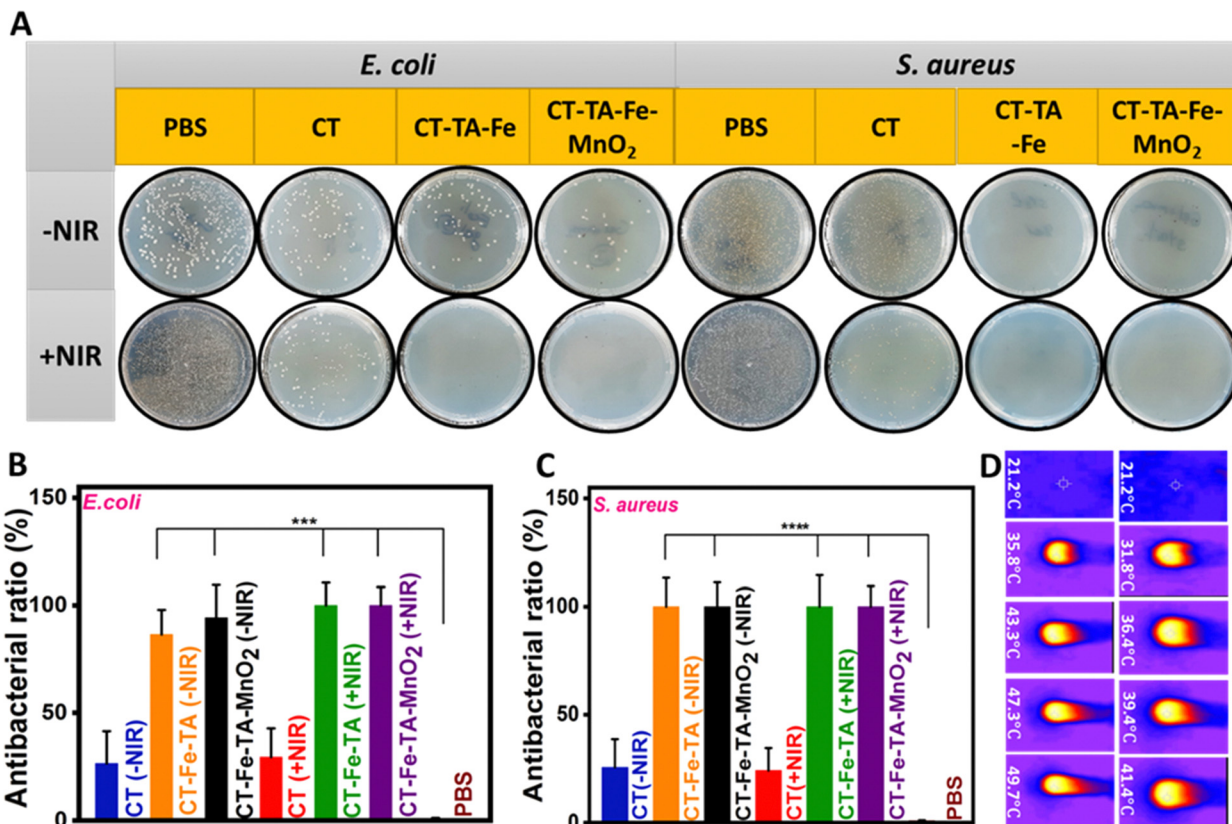 A
E. coli
S. aureus
PBS
CT
CT-TA-Fe
CT-TA-Fe-
MnO₂
PBS
CT
CT-TA
-Fe
CT-TA-Fe-
MnO₂
-NIR
+NIR
B
Antibacterial ratio (%)
150
100
50
0
E.coli
***
CT (-NIR)
CT-Fe-TA (-NIR)
CT-Fe-TA-MnO₂ (-NIR)
CT (+NIR)
CT-Fe-TA (+NIR)
CT-Fe-TA-MnO₂ (+NIR)
PBS
C
Antibacterial ratio (%)
150
100
50
0
S. aureus
****
CT(-NIR)
CT-Fe-TA (-NIR)
CT-Fe-TA-MnO₂ (-NIR)
CT(+NIR)
CT-Fe-TA (+NIR)
CT-Fe-TA-MnO₂ (+NIR)
PBS
D
21.2°C
21.2°C
35.8°C
31.8°C
43.3°C
36.4°C
47.3°C
39.4°C
49.7°C
41.4°C